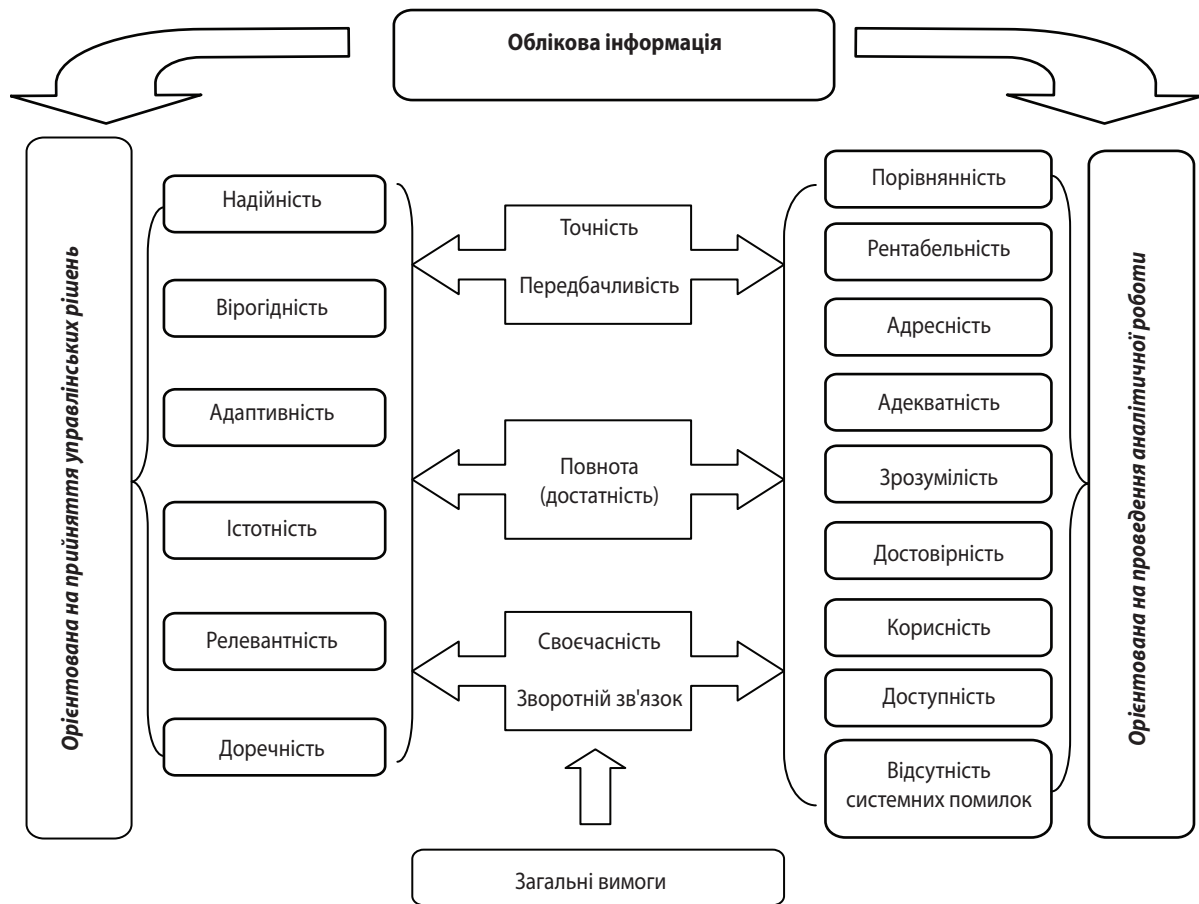 Облікова інформація
Орієнтована на прийняття управлінських рішень
Надійність
Вірогідність
Адаптивність
Істотність
Релевантність
Доречність
Точність
Передбачливість
Повнота
(достатність)
Своєчасність
Зворотній зв'язок
Загальні вимоги
Порівнянність
Рентабельність
Адресність
Адекватність
Зрозумілість
Достовірність
Корисність
Доступність
Відсутність
системних помилок
Орієнтована на проведення аналітичної роботи